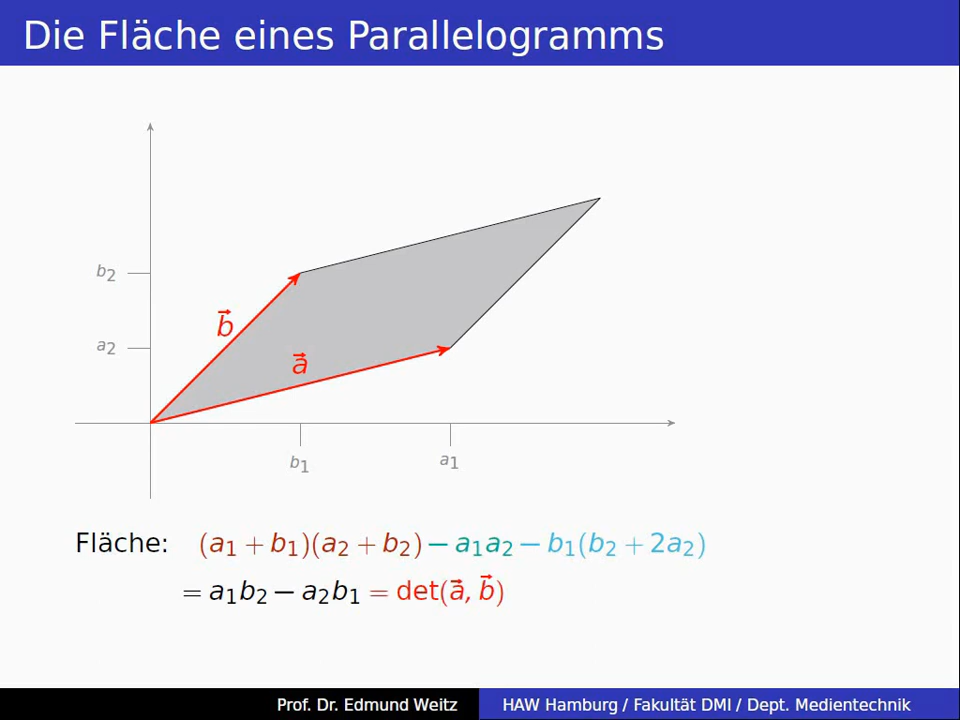 Die Fläche eines Parallelogramms
b₂
b⃗
a₂
a⃗
b₁ a₁
Fläche: (a₁ + b₁)(a₂ + b₂) − a₁a₂ − b₁(b₂ + 2a₂)
= a₁b₂ − a₂b₁ = det(a⃗, b⃗)
Prof. Dr. Edmund Weitz HAW Hamburg / Fakultät DMI / Dept. Medientechnik